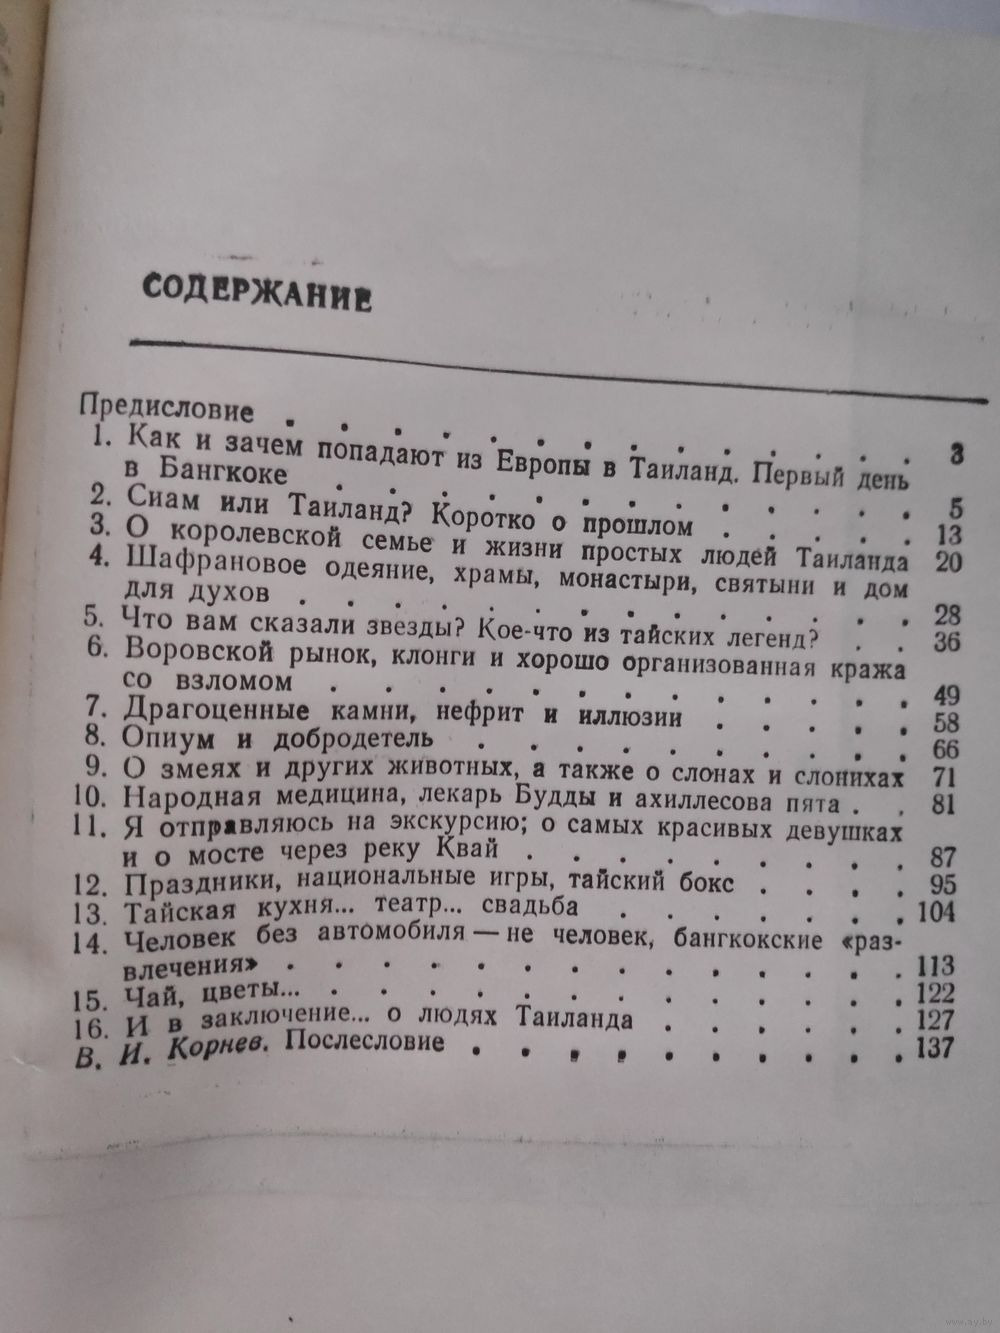 СОДЕРЖАНИЕ
Предисловие . . . . . . . . . . . . . 3
1. Как и зачем попадают из Европы в Таиланд. Первый день
в Бангкоке . . . . . . . . . . . . . 5
2. Сиам или Таиланд? Коротко о прошлом . . . . . 13
3. О королевской семье и жизни простых людей Таиланда 20
4. Шафрановое одеяние, храмы, монастыри, святыни и дом
для духов . . . . . . . . . . . . . 28
5. Что вам сказали звезды? Кое-что из тайских легенд? . . 36
6. Воровской рынок, клонги и хорошо организованная кража
со взломом . . . . . . . . . . . . . 49
7. Драгоценные камни, нефрит и иллюзии . . . . . 58
8. Опиум и добродетель . . . . . . . . . . 66
9. О змеях и других животных, а также о слонах и слонихах 71
10. Народная медицина, лекарь Будды и ахиллесова пята . . 81
11. Я отправляюсь на экскурсию; о самых красивых девушках
и о мосте через реку Квай . . . . . . . . . 87
12. Праздники, национальные игры, тайский бокс . . . . 95
13. Тайская кухня... театр... свадьба . . . . . . . 104
14. Человек без автомобиля — не человек, бангкокские «раз-
влечения» . . . . . . . . . . . . . 113
15. Чай, цветы... . . . . . . . . . . . . . 122
16. И в заключение... о людях Таиланда . . . . . . 127
В. И. Корнев. Послесловие . . . . . . . . . . 137
www.ay.by